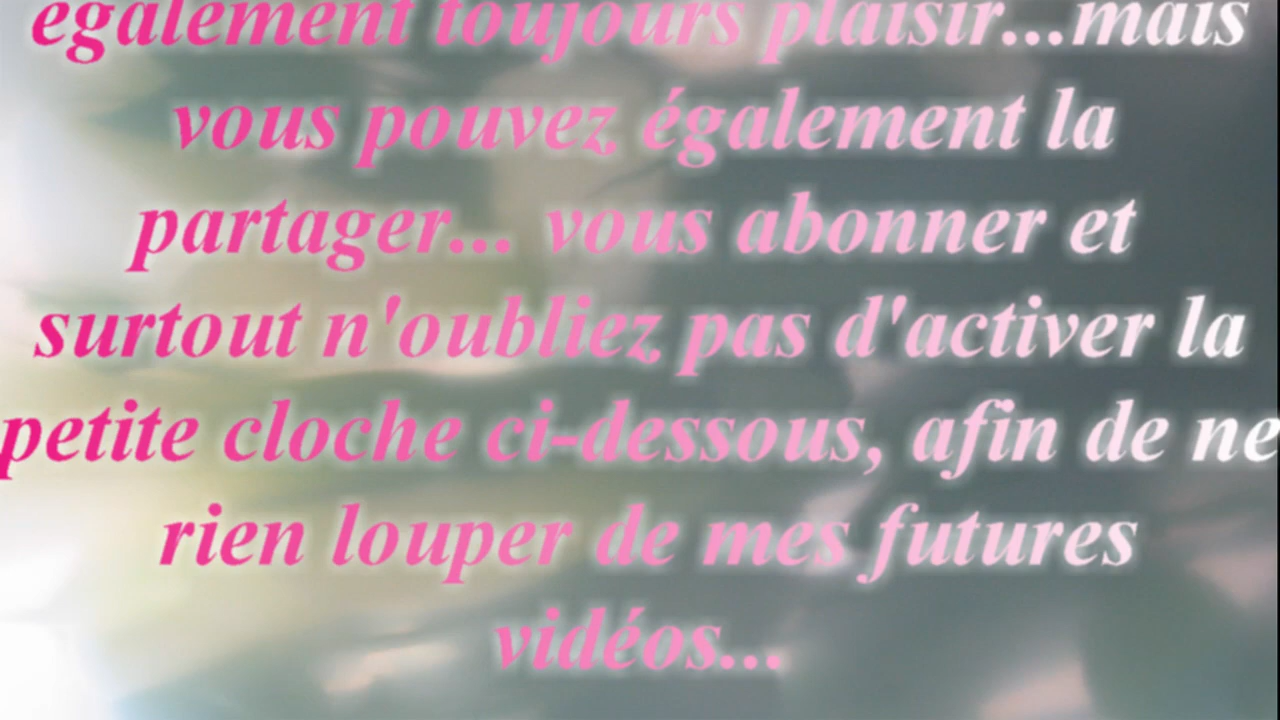 également toujours plaisir...mais
vous pouvez également la
partager... vous abonner et
surtout n'oubliez pas d'activer la
petite cloche ci-dessous, afin de ne
rien louper de mes futures
vidéos...